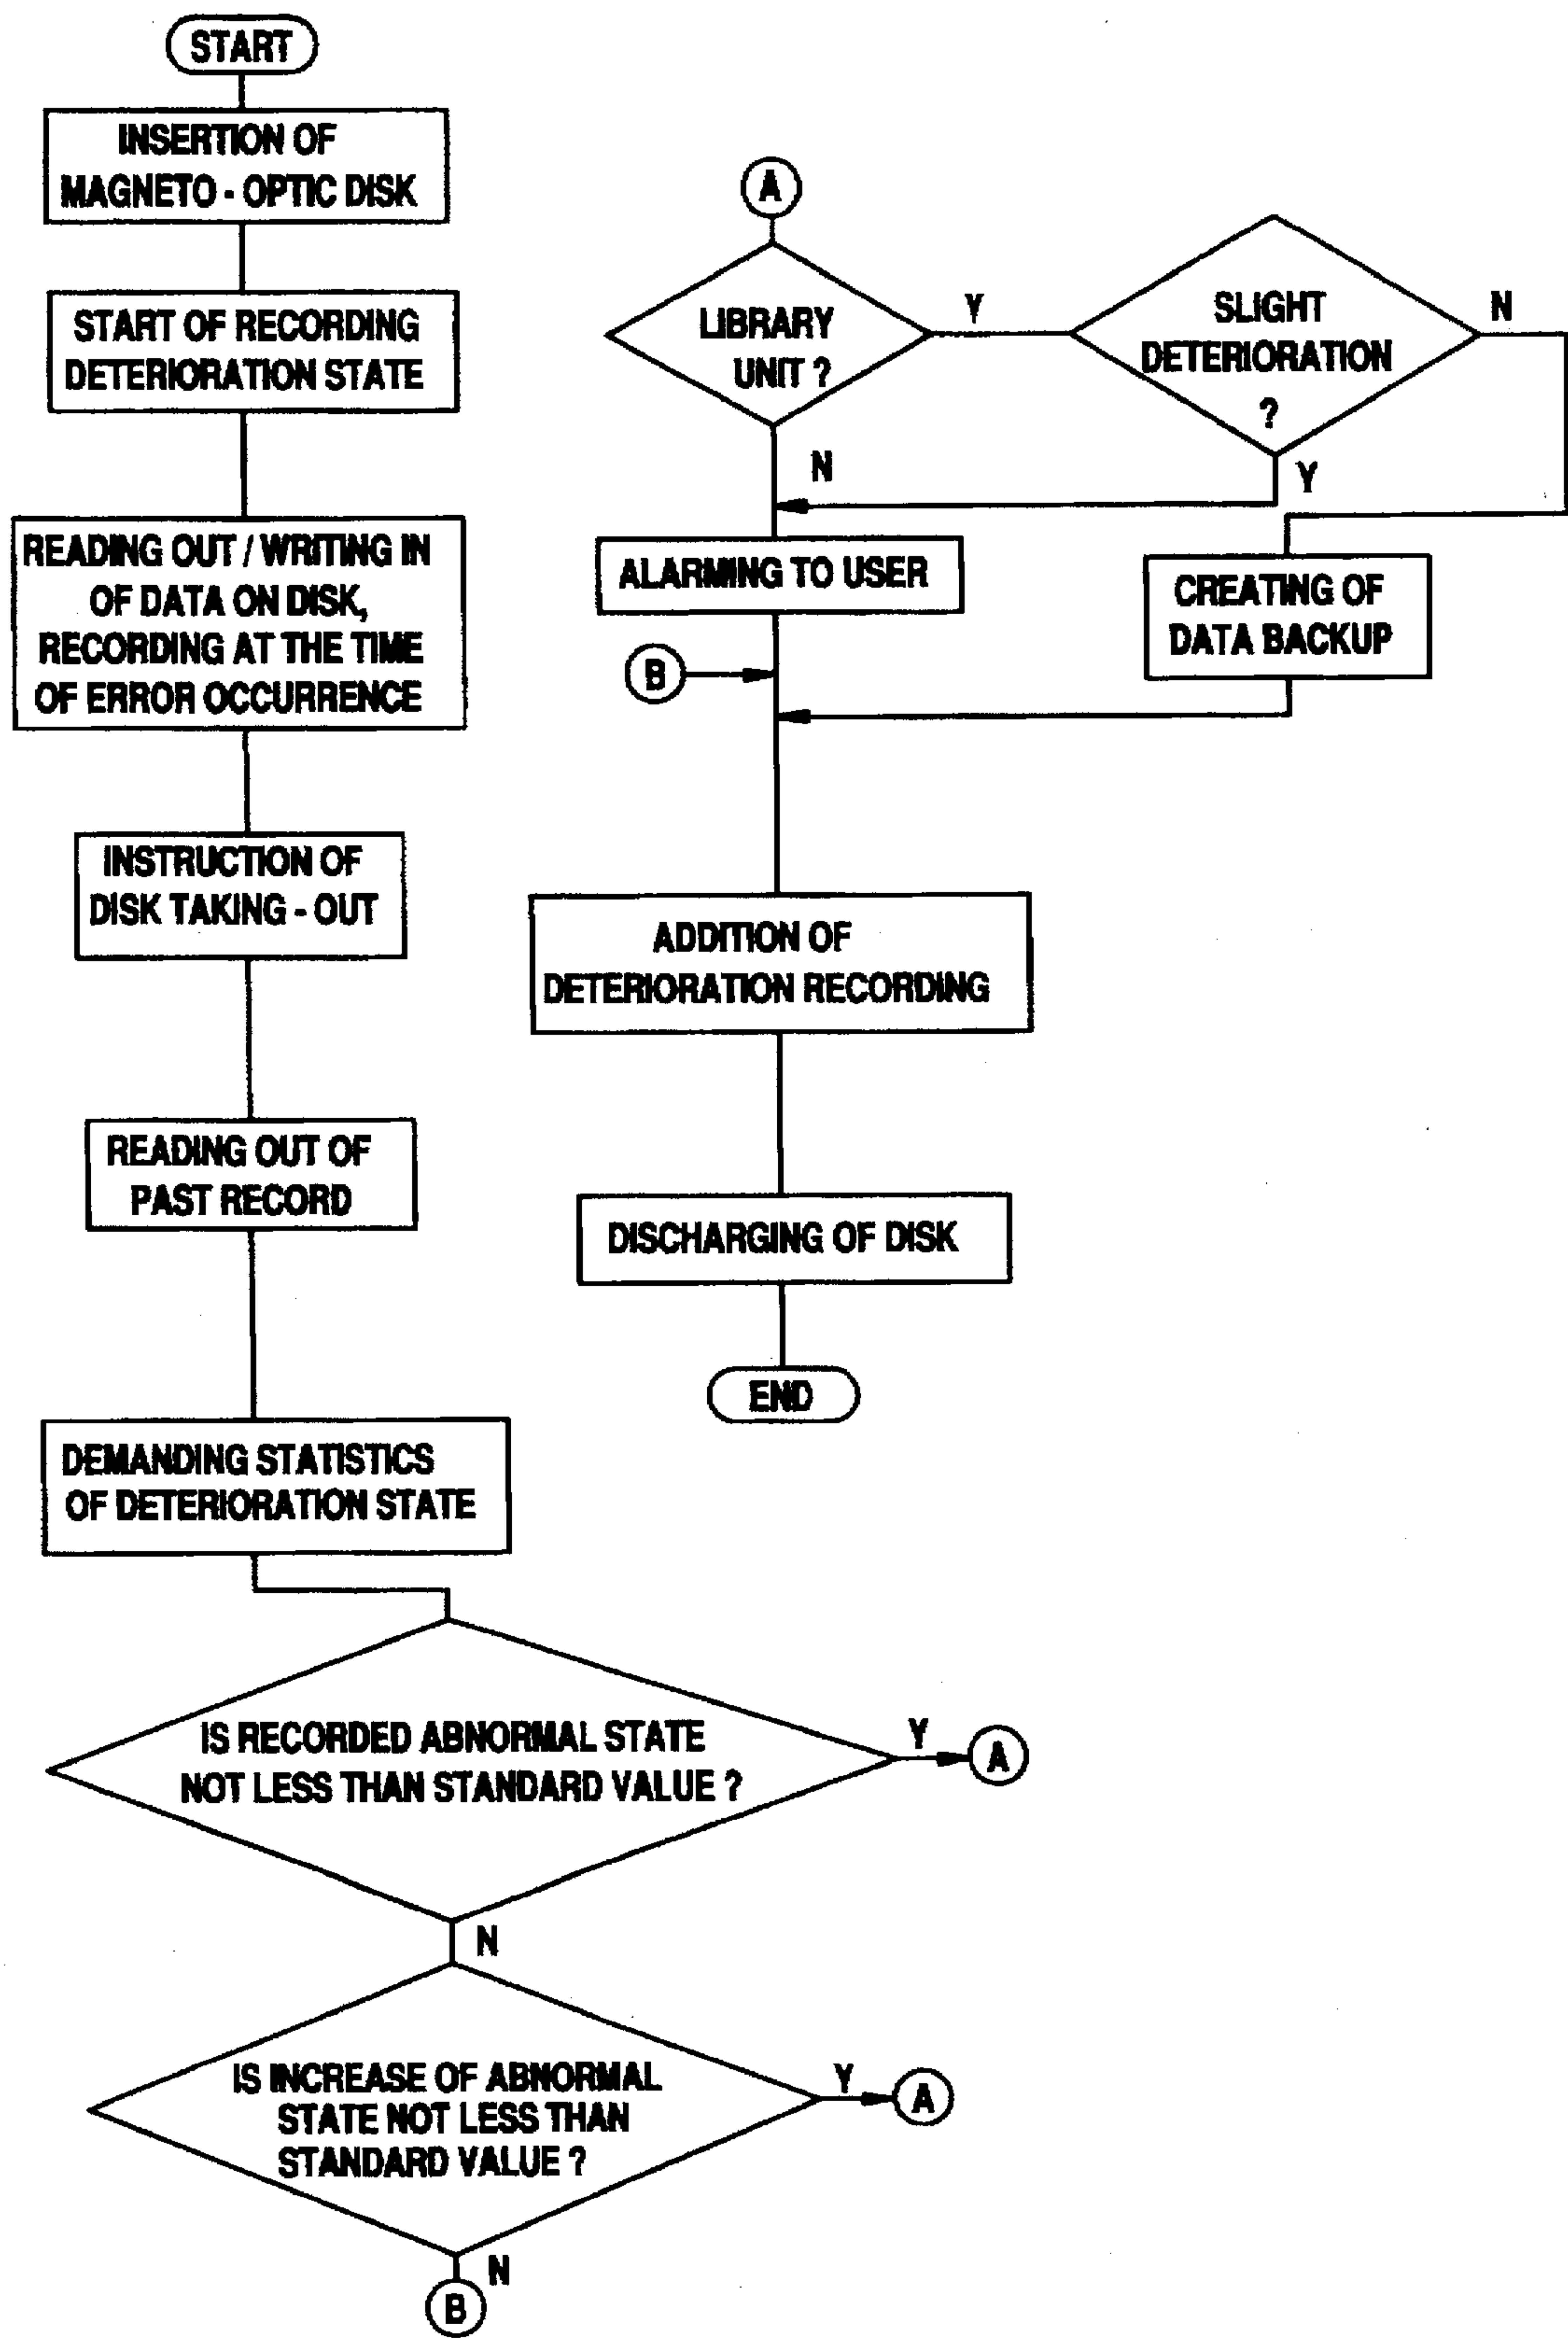 START
INSERTION OF
MAGNETO - OPTIC DISK
START OF RECORDING
DETERIORATION STATE
READING OUT / WRITING IN
OF DATA ON DISK,
RECORDING AT THE TIME
OF ERROR OCCURRENCE
INSTRUCTION OF
DISK TAKING - OUT
READING OUT OF
PAST RECORD
DEMANDING STATISTICS
OF DETERIORATION STATE
IS RECORDED ABNORMAL STATE
NOT LESS THAN STANDARD VALUE ?
Y
A
N
IS INCREASE OF ABNORMAL
STATE NOT LESS THAN
STANDARD VALUE ?
Y
A
N
B
A
LIBRARY
UNIT ?
Y
N
SLIGHT
DETERIORATION
?
N
Y
ALARMING TO USER
CREATING OF
DATA BACKUP
B
ADDITION OF
DETERIORATION RECORDING
DISCHARGING OF DISK
END